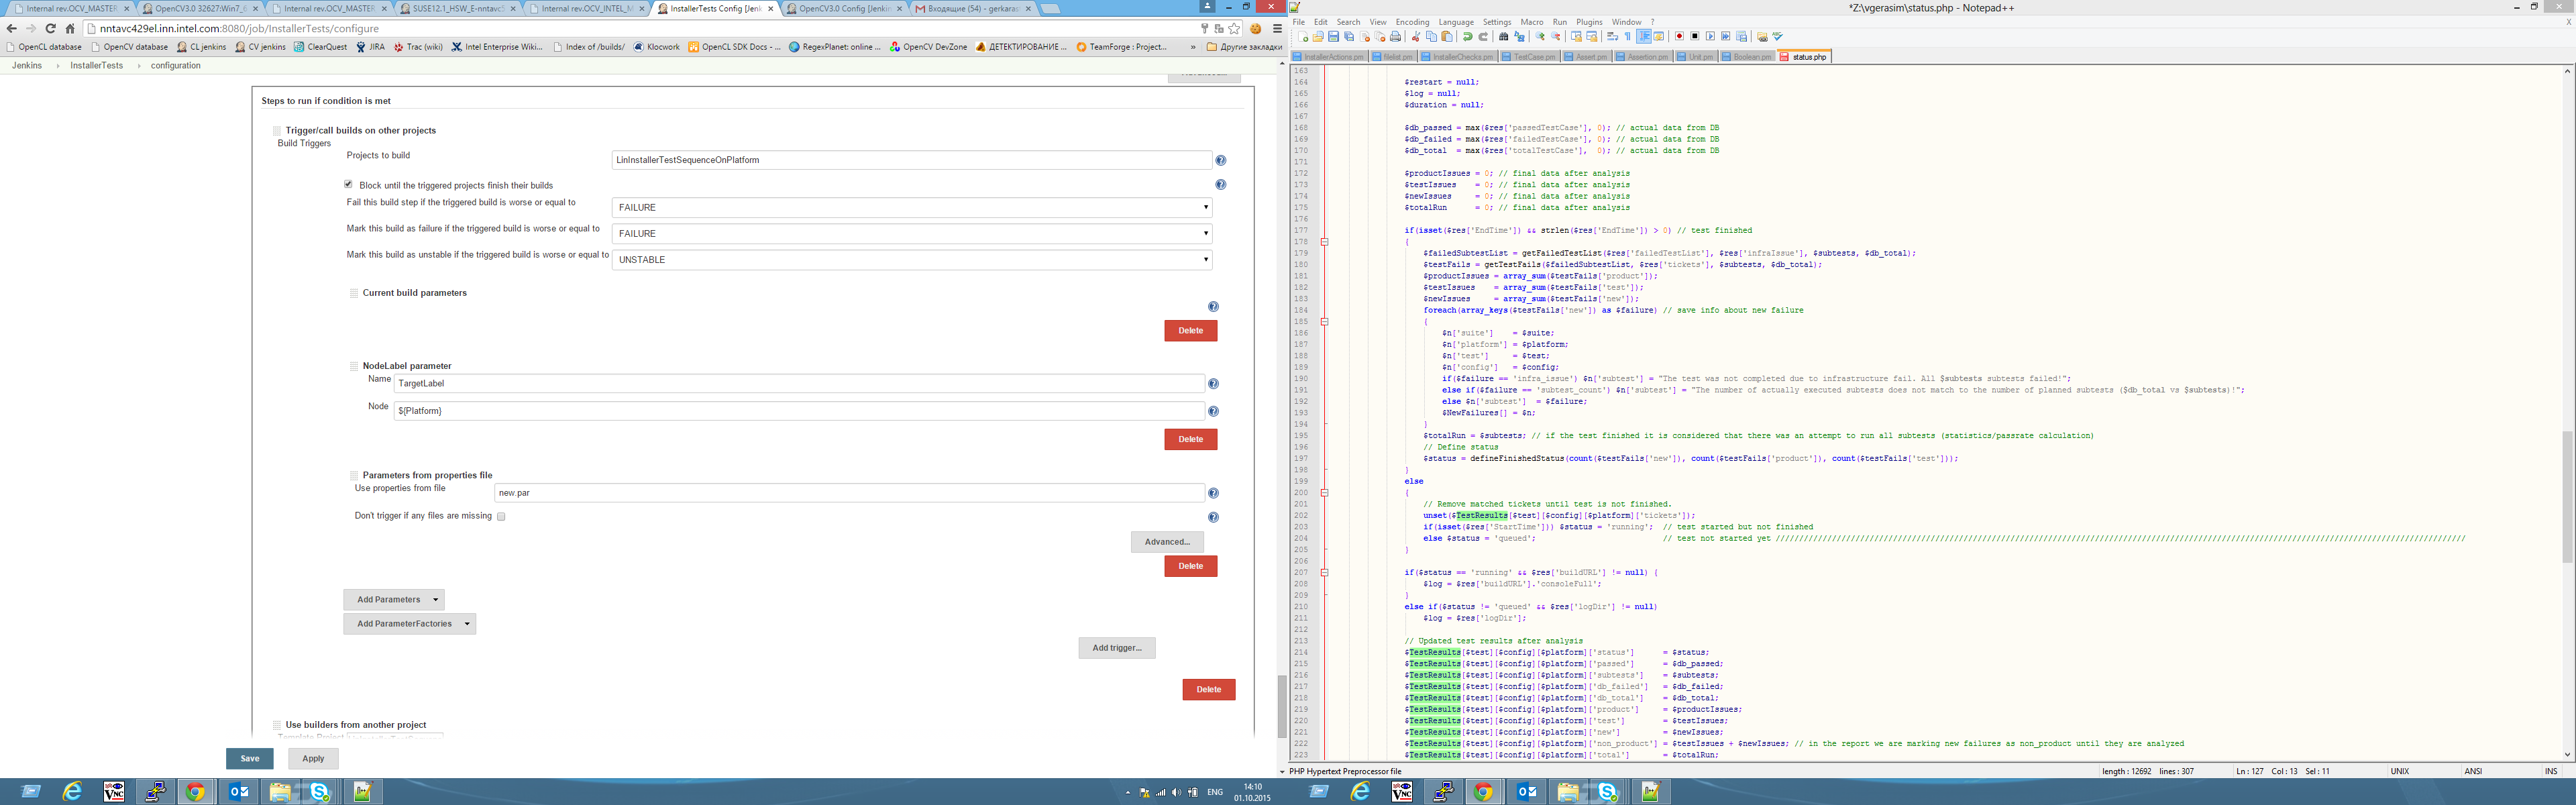 Internal rev.OCV_MASTER
OpenCV3.0 32627:Win7_6
Internal rev.OCV_MASTER
SUSE12.1_HSW_E-nntavc5
Internal rev.OCV_INTEL_M
InstallerTests Config [Jenk
OpenCV3.0 Config [Jenkin
Входящие (54) - gerkaras
nntavc429el.inn.intel.com:8080/job/InstallerTests/configure
OpenCL database
OpenCV database
CL jenkins
CV jenkins
ClearQuest
JIRA
Trac (wiki)
Intel Enterprise Wiki...
Index of /builds/
Klocwork
OpenCL SDK Docs - ...
RegexPlanet: online ...
OpenCV DevZone
ДЕТЕКТИРОВАНИЕ ...
TeamForge : Project...
»
Другие закладки
Jenkins
InstallerTests
configuration
Steps to run if condition is met
Trigger/call builds on other projects
Build Triggers
Projects to build
LinInstallerTestSequenceOnPlatform
Block until the triggered projects finish their builds
Fail this build step if the triggered build is worse or equal to
FAILURE
Mark this build as failure if the triggered build is worse or equal to
FAILURE
Mark this build as unstable if the triggered build is worse or equal to
UNSTABLE
Current build parameters
Delete
NodeLabel parameter
Name
TargetLabel
Node
${Platform}
Delete
Parameters from properties file
Use properties from file
new.par
Don't trigger if any files are missing
Advanced...
Delete
Add Parameters
Add ParameterFactories
Add trigger...
Delete
Use builders from another project
Template Project
Save
Apply
ENG
14:10
01.10.2015
*Z:\vgerasim\status.php - Notepad++
File Edit Search View Encoding Language Settings Macro Run Plugins Window ?
X
InstallerActions.pm
filelist.pm
InstallerChecks.pm
TestCase.pm
Assert.pm
Assertion.pm
Unit.pm
Boolean.pm
status.php
163
164 $restart = null;
165 $log = null;
166 $duration = null;
167
168 $db_passed = max($res['passedTestCase'], 0); // actual data from DB
169 $db_failed = max($res['failedTestCase'], 0); // actual data from DB
170 $db_total = max($res['totalTestCase'], 0); // actual data from DB
171
172 $productIssues = 0; // final data after analysis
173 $testIssues = 0; // final data after analysis
174 $newIssues = 0; // final data after analysis
175 $totalRun = 0; // final data after analysis
176
177 if(isset($res['EndTime']) && strlen($res['EndTime']) > 0) // test finished
178 {
179 $failedSubtestList = getFailedTestList($res['failedTestList'], $res['infraIssue'], $subtests, $db_total);
180 $testFails = getTestFails($failedSubtestList, $res['tickets'], $subtests, $db_total);
181 $productIssues = array_sum($testFails['product']);
182 $testIssues = array_sum($testFails['test']);
183 $newIssues = array_sum($testFails['new']);
184 foreach(array_keys($testFails['new']) as $failure) // save info about new failure
185 {
186 $n['suite'] = $suite;
187 $n['platform'] = $platform;
188 $n['test'] = $test;
189 $n['config'] = $config;
190 if($failure == 'infra_issue') $n['subtest'] = "The test was not completed due to infrastructure fail. All $subtests subtests failed!";
191 else if($failure == 'subtest_count') $n['subtest'] = "The number of actually executed subtests does not match to the number of planned subtests ($db_total vs $subtests)!";
192 else $n['subtest'] = $failure;
193 $NewFailures[] = $n;
194 }
195 $totalRun = $subtests; // if the test finished it is considered that there was an attempt to run all subtests (statistics/passrate calculation)
196 // Define status
197 $status = defineFinishedStatus(count($testFails['new']), count($testFails['product']), count($testFails['test']));
198 }
199 else
200 {
201 // Remove matched tickets until test is not finished.
202 unset($TestResults[$test][$config][$platform]['tickets']);
203 if(isset($res['StartTime'])) $status = 'running'; // test started but not finished
204 else $status = 'queued'; // test not started yet
205 }
206
207 if($status == 'running' && $res['buildURL'] != null) {
208 $log = $res['buildURL'].'consoleFull';
209 }
210 else if($status != 'queued' && $res['logDir'] != null)
211 $log = $res['logDir'];
212
213 // Updated test results after analysis
214 $TestResults[$test][$config][$platform]['status'] = $status;
215 $TestResults[$test][$config][$platform]['passed'] = $db_passed;
216 $TestResults[$test][$config][$platform]['subtests'] = $subtests;
217 $TestResults[$test][$config][$platform]['db_failed'] = $db_failed;
218 $TestResults[$test][$config][$platform]['db_total'] = $db_total;
219 $TestResults[$test][$config][$platform]['product'] = $productIssues;
220 $TestResults[$test][$config][$platform]['test'] = $testIssues;
221 $TestResults[$test][$config][$platform]['new'] = $newIssues;
222 $TestResults[$test][$config][$platform]['non_product'] = $testIssues + $newIssues; // in the report we are marking new failures as non_product until they are analyzed
223 $TestResults[$test][$config][$platform]['Total'] = $totalRun;
PHP Hypertext Preprocessor file
length : 12692 lines : 307
Ln : 127 Col : 13 Sel : 11
UNIX
ANSI
INS